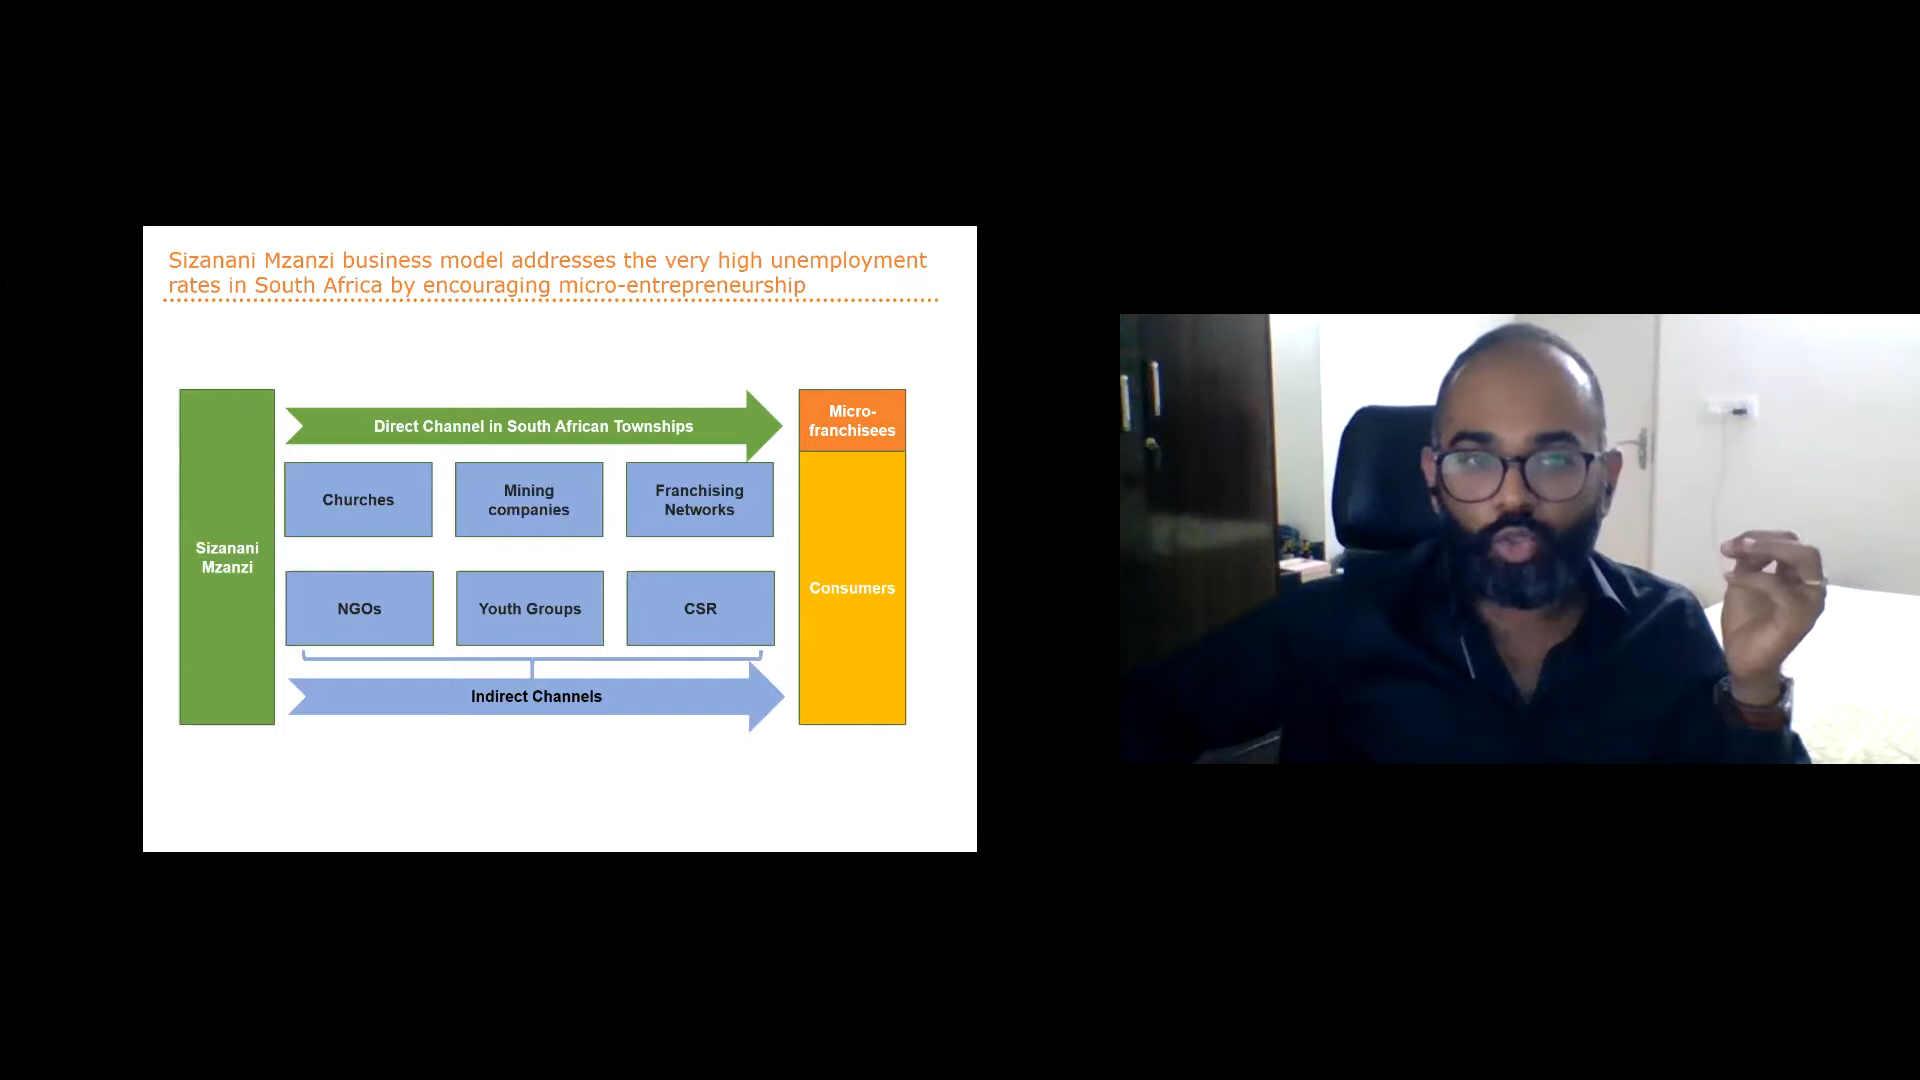 Sizanani Mzanzi business model addresses the very high unemployment
rates in South Africa by encouraging micro-entrepreneurship
Sizanani
Mzanzi
Direct Channel in South African Townships
Micro-
franchisees
Churches
Mining
companies
Franchising
Networks
Consumers
NGOs
Youth Groups
CSR
Indirect Channels